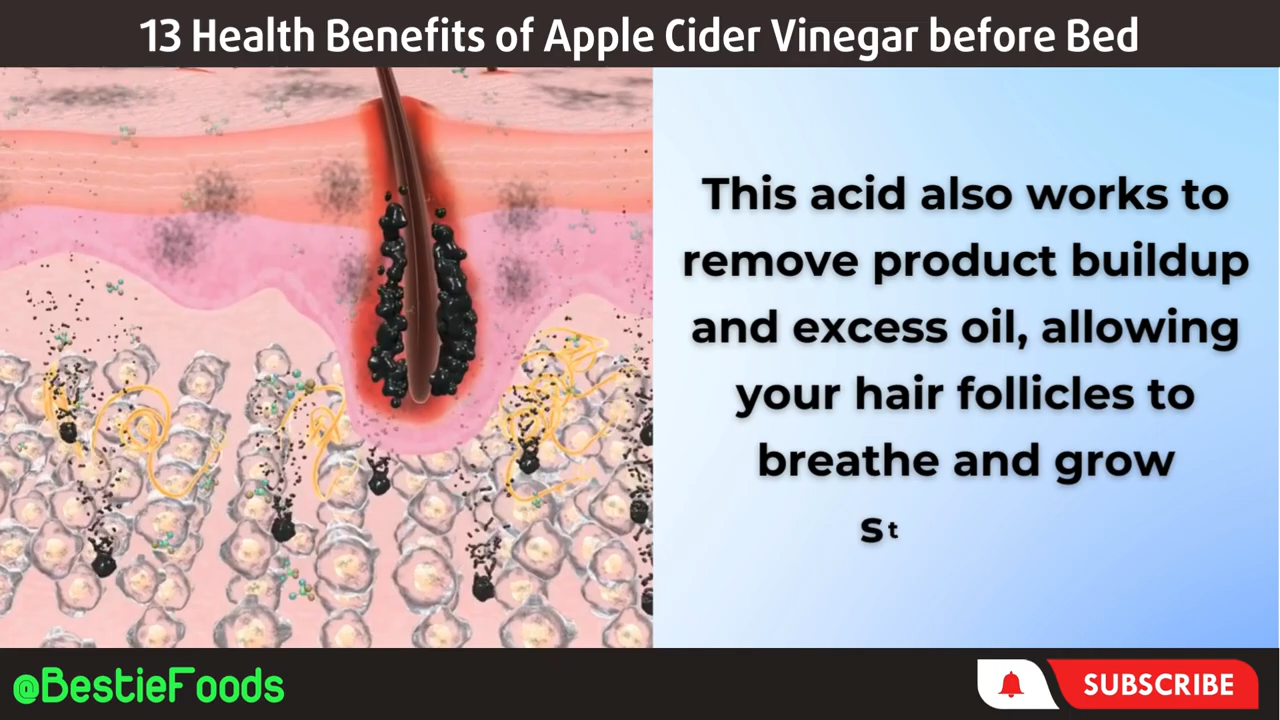 13 Health Benefits of Apple Cider Vinegar before Bed
This acid also works to
remove product buildup
and excess oil, allowing
your hair follicles to
breathe and grow
st
@BestieFoods
SUBSCRIBE